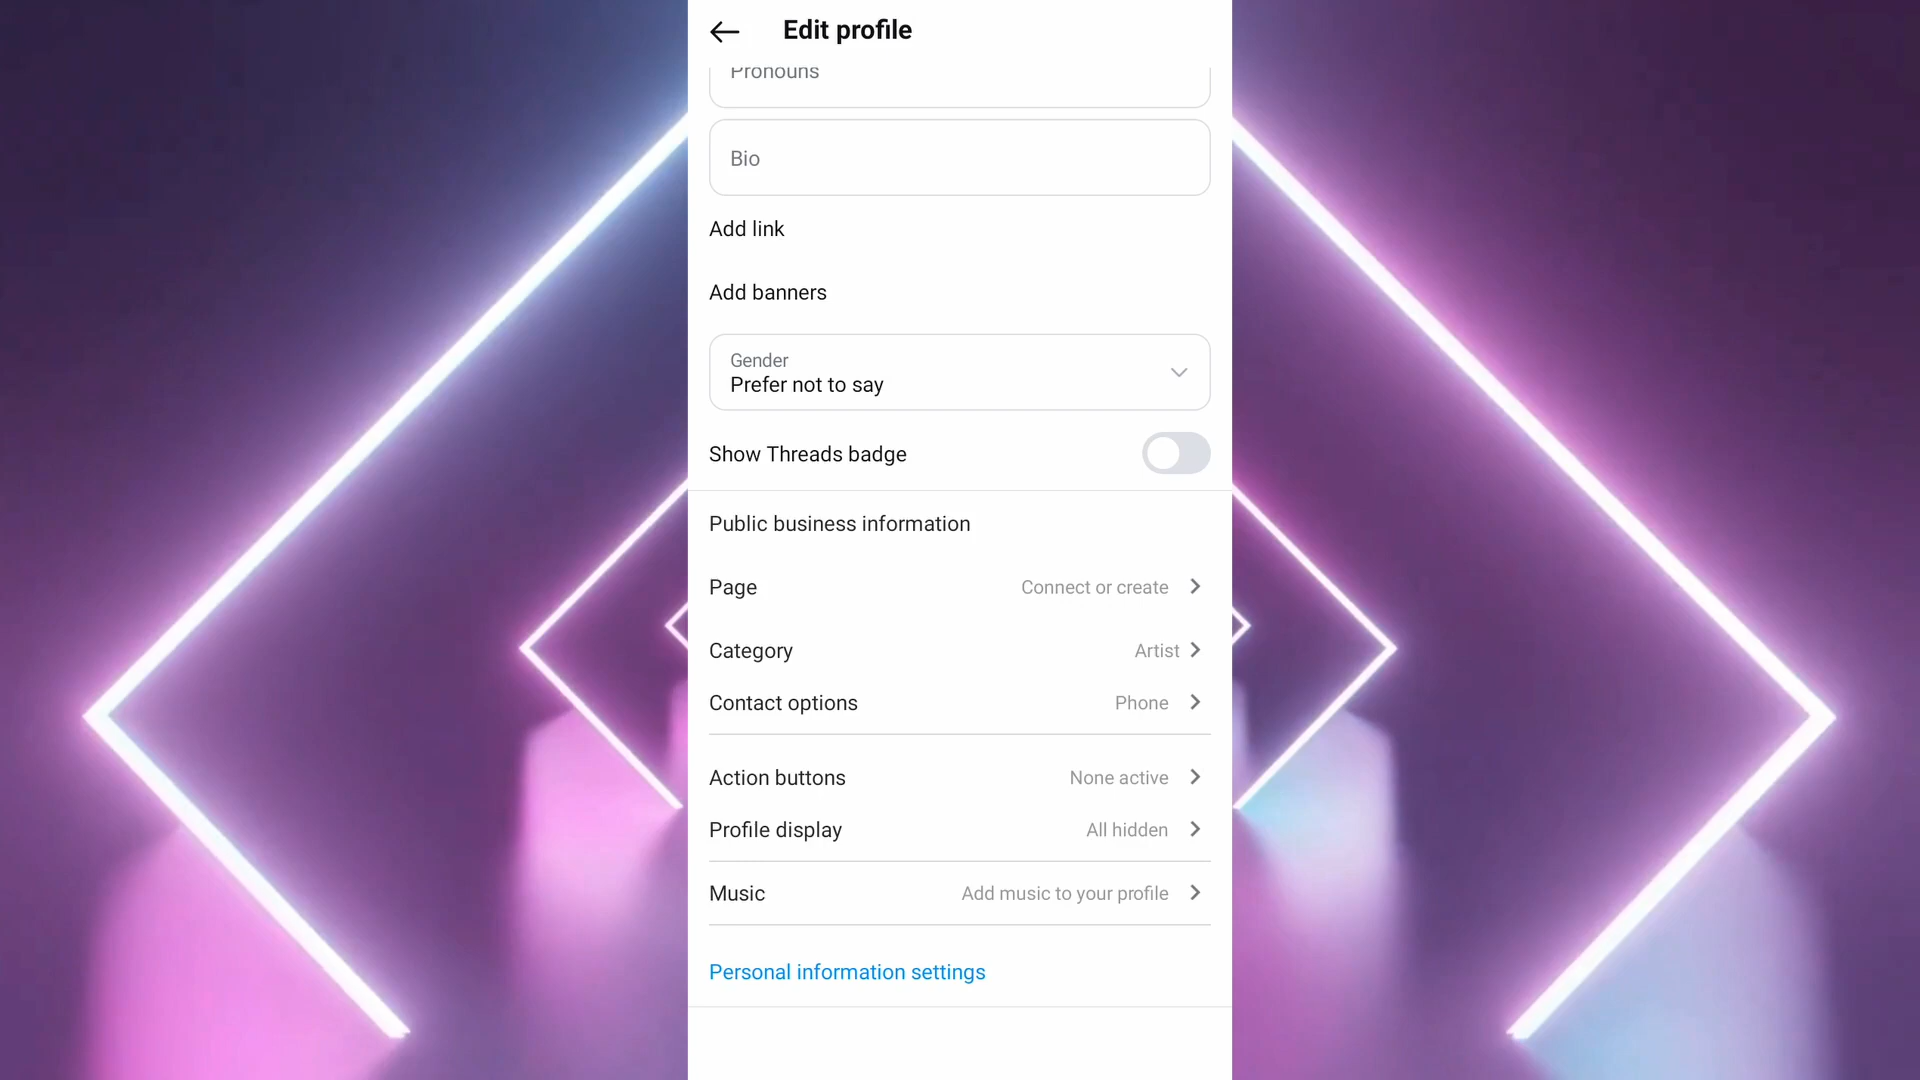 Edit profile
Pronouns
Bio
Add link
Add banners
Gender
Prefer not to say
Show Threads badge
Public business information
Page Connect or create
Category Artist
Contact options Phone
Action buttons None active
Profile display All hidden
Music Add music to your profile
Personal information settings